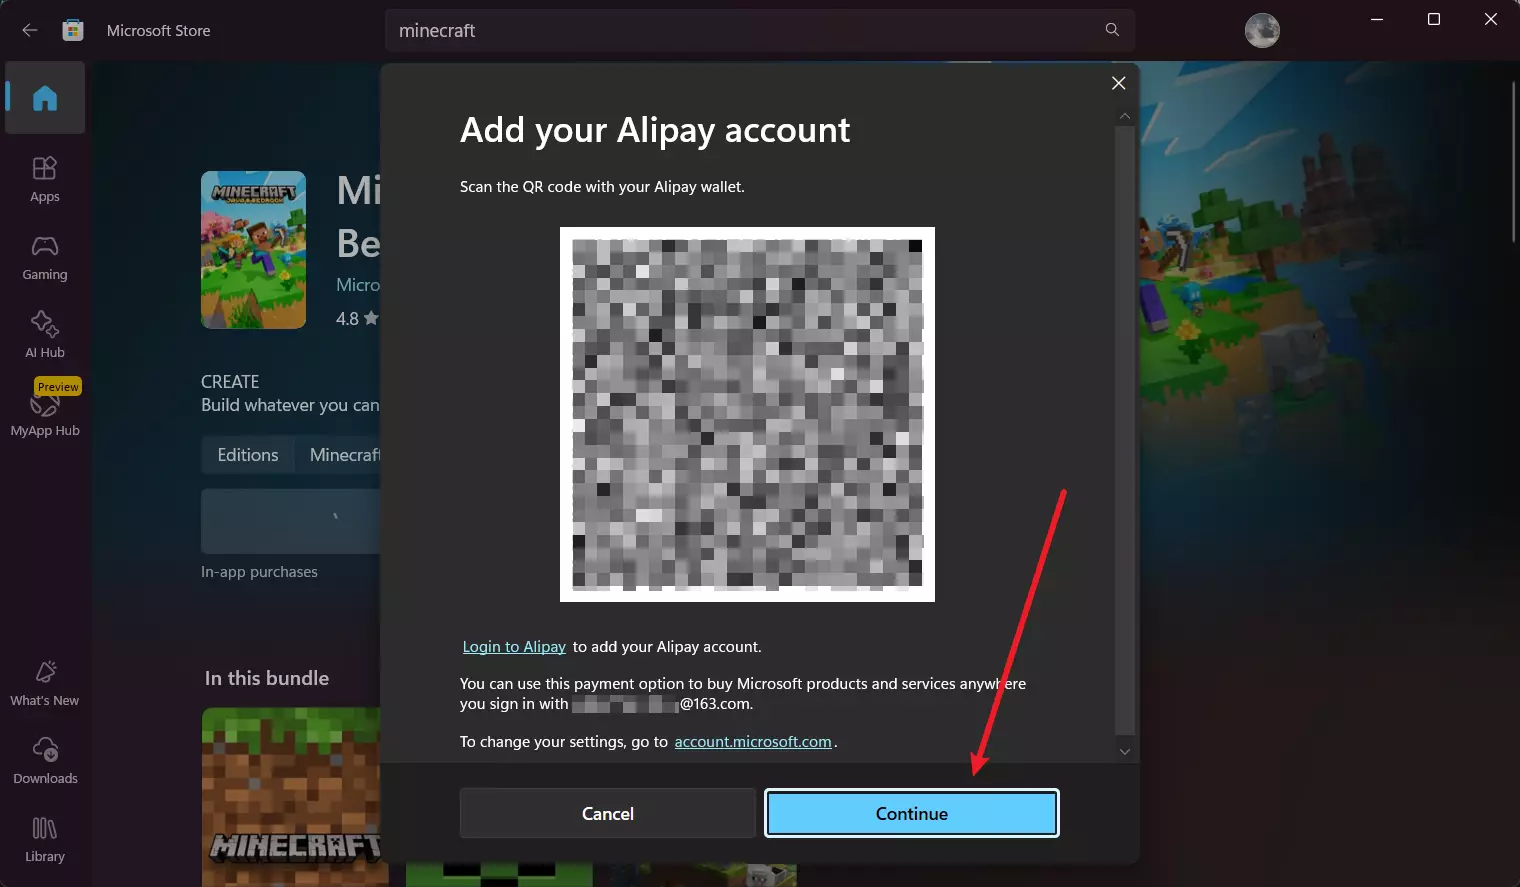 Microsoft Store
minecraft
Apps
Gaming
AI Hub
Preview
MyApp Hub
What's New
Downloads
Library
MINECRAFT
Mi
Be
Micro
4.8
CREATE
Build whatever you can
Editions
Minecraft
In-app purchases
In this bundle
MINECRAFT
Add your Alipay account
Scan the QR code with your Alipay wallet.
Login to Alipay to add your Alipay account.
You can use this payment option to buy Microsoft products and services anywhere
you sign in with @163.com.
To change your settings, go to account.microsoft.com.
Cancel
Continue